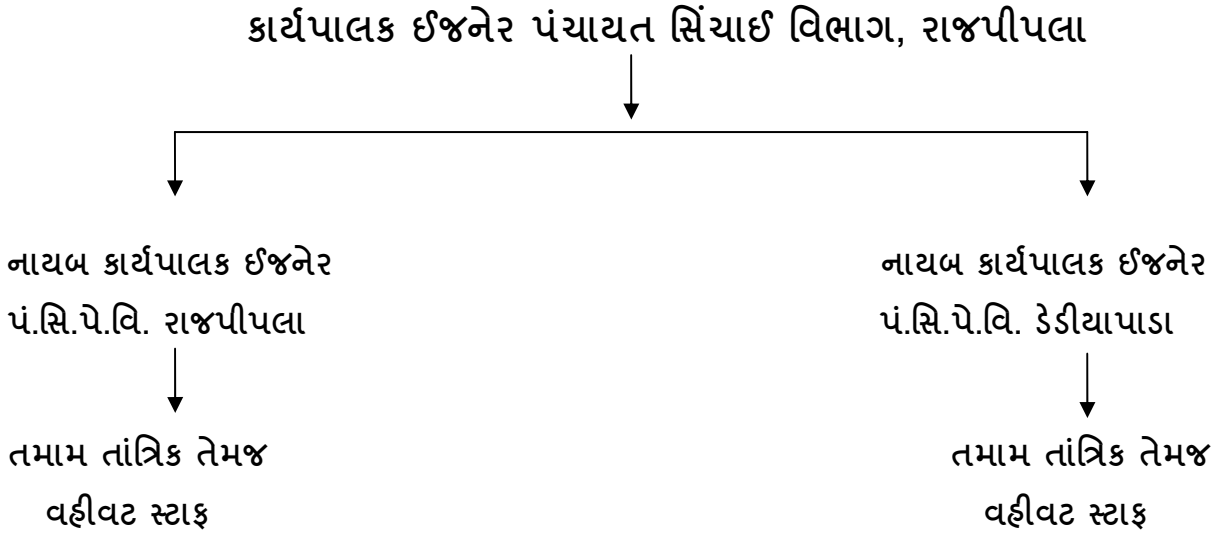 કાર્યપાલક ઈજનેર પંચાયત સિંચાઈ વિભાગ, રાજપીપલા
નાયબ કાર્યપાલક ઈજનેર
પં.સિ.પે.વિ. રાજપીપલા
નાયબ કાર્યપાલક ઈજનેર
પં.સિ.પે.વિ. ડેડીયાપાડા
તમામ તાંત્રિક તેમજ
વહીવટ સ્ટાફ
તમામ તાંત્રિક તેમજ
વહીવટ સ્ટાફ